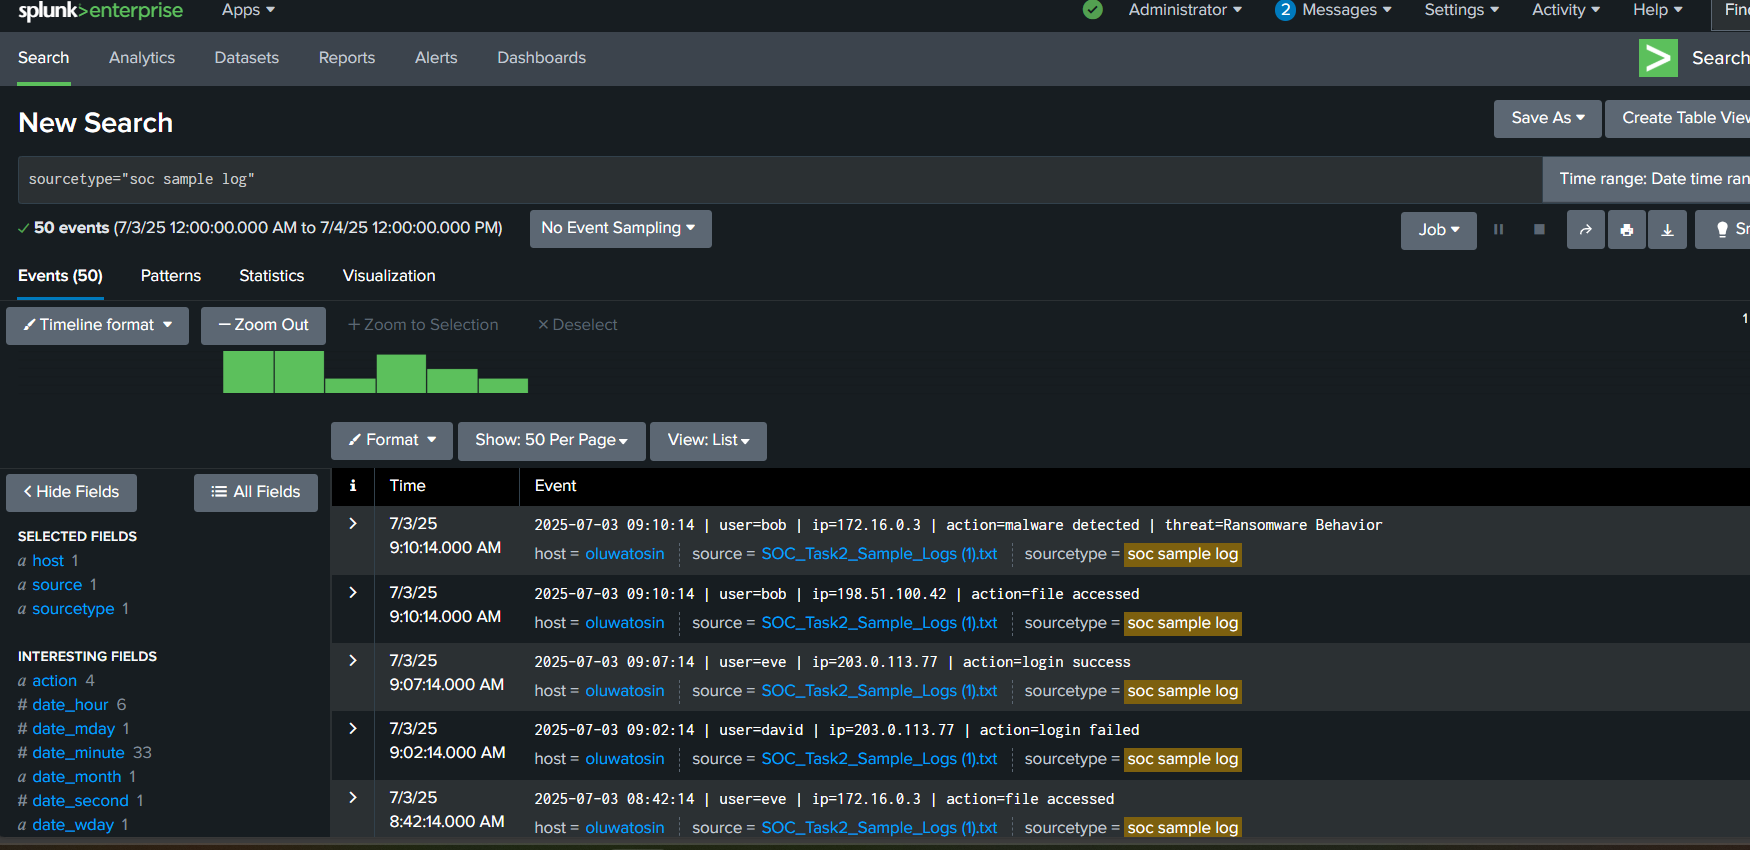 splunk>enterprise Apps Administrator 2 Messages Settings Activity Help Find
Search Analytics Datasets Reports Alerts Dashboards Search
New Search
Save As Create Table View
sourcetype="soc sample log" Time range: Date time ran
50 events (7/3/25 12:00:00.000 AM to 7/4/25 12:00:00.000 PM) No Event Sampling Job
Events (50) Patterns Statistics Visualization
Timeline format — Zoom Out + Zoom to Selection × Deselect 1
Format Show: 50 Per Page View: List
< Hide Fields All Fields
i Time Event
SELECTED FIELDS
a host 1
a source 1
a sourcetype 1
INTERESTING FIELDS
a action 4
# date_hour 6
# date_mday 1
# date_minute 33
a date_month 1
# date_second 1
a date_wday 1
7/3/25
9:10:14.000 AM
2025-07-03 09:10:14 | user=bob | ip=172.16.0.3 | action=malware detected | threat=Ransomware Behavior
host = oluwatosin source = SOC_Task2_Sample_Logs (1).txt sourcetype = soc sample log
7/3/25
9:10:14.000 AM
2025-07-03 09:10:14 | user=bob | ip=198.51.100.42 | action=file accessed
host = oluwatosin source = SOC_Task2_Sample_Logs (1).txt sourcetype = soc sample log
7/3/25
9:07:14.000 AM
2025-07-03 09:07:14 | user=eve | ip=203.0.113.77 | action=login success
host = oluwatosin source = SOC_Task2_Sample_Logs (1).txt sourcetype = soc sample log
7/3/25
9:02:14.000 AM
2025-07-03 09:02:14 | user=david | ip=203.0.113.77 | action=login failed
host = oluwatosin source = SOC_Task2_Sample_Logs (1).txt sourcetype = soc sample log
7/3/25
8:42:14.000 AM
2025-07-03 08:42:14 | user=eve | ip=172.16.0.3 | action=file accessed
host = oluwatosin source = SOC_Task2_Sample_Logs (1).txt sourcetype = soc sample log